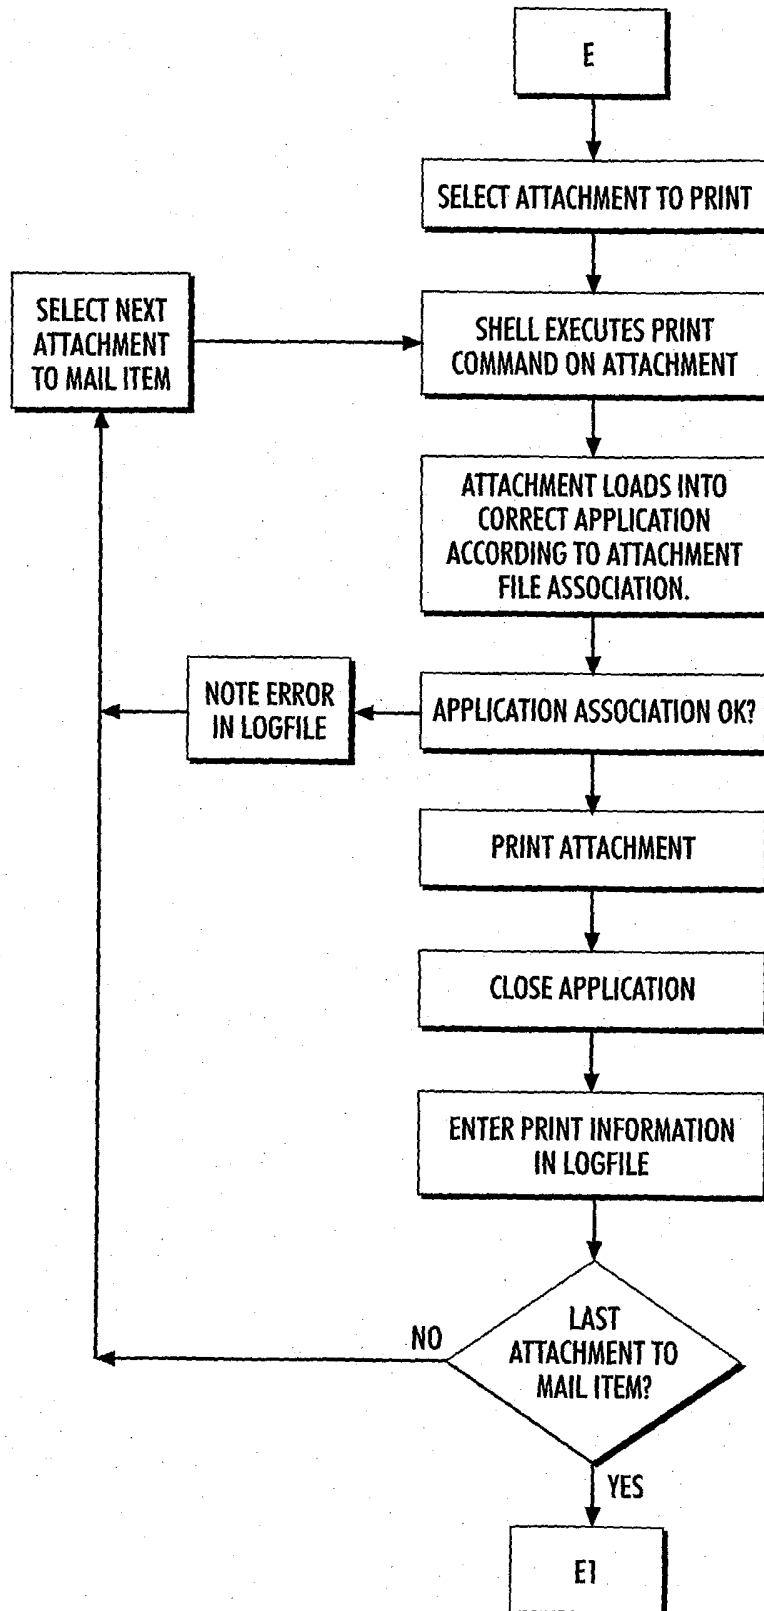 E
SELECT ATTACHMENT TO PRINT
SELECT NEXT
ATTACHMENT
TO MAIL ITEM
SHELL EXECUTES PRINT
COMMAND ON ATTACHMENT
ATTACHMENT LOADS INTO
CORRECT APPLICATION
ACCORDING TO ATTACHMENT
FILE ASSOCIATION.
NOTE ERROR
IN LOGFILE
APPLICATION ASSOCIATION OK?
PRINT ATTACHMENT
CLOSE APPLICATION
ENTER PRINT INFORMATION
IN LOGFILE
LAST
ATTACHMENT TO
MAIL ITEM?
NO
YES
E1